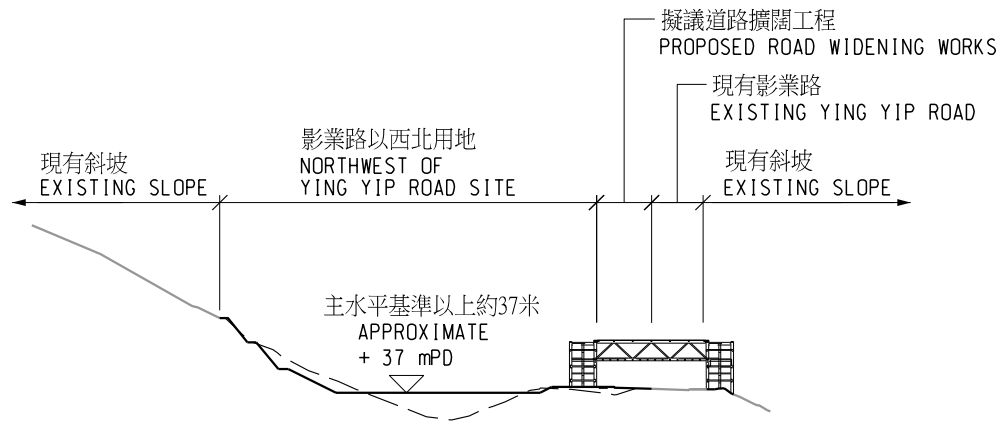 擬議道路擴闊工程
PROPOSED ROAD WIDENING WORKS
現有影業路
EXISTING YING YIP ROAD
影業路以西北用地
NORTHWEST OF
YING YIP ROAD SITE
現有斜坡
EXISTING SLOPE
現有斜坡
EXISTING SLOPE
主水平基準以上約37米
APPROXIMATE
+ 37 mPD